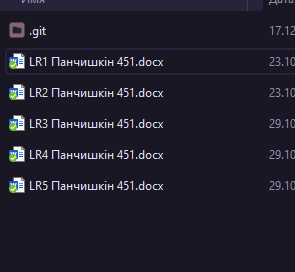 Имя
Дата
.git
17.12
LR1 Панчишкін 451.docx
23.10
LR2 Панчишкін 451.docx
23.10
LR3 Панчишкін 451.docx
29.10
LR4 Панчишкін 451.docx
29.10
LR5 Панчишкін 451.docx
29.10